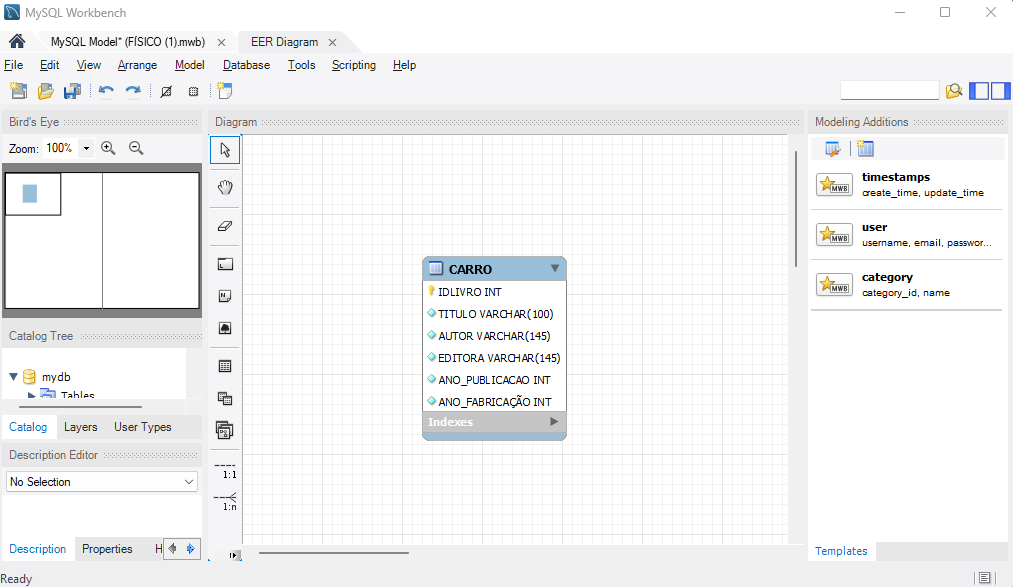 MySQL Workbench
MySQL Model* (FÍSICO (1).mwb)
EER Diagram
File Edit View Arrange Model Database Tools Scripting Help
Bird's Eye
Zoom: 100%
Catalog Tree
mydb
Tables
Catalog Layers User Types
Description Editor
No Selection
Description Properties H
Ready
Diagram
1:1
1:n
CARRO
IDLIVRO INT
TITULO VARCHAR(100)
AUTOR VARCHAR(145)
EDITORA VARCHAR(145)
ANO_PUBLICACAO INT
ANO_FABRICAÇÃO INT
Indexes
Modeling Additions
MWB
timestamps
create_time, update_time
MWB
user
username, email, passwor...
MWB
category
category_id, name
Templates